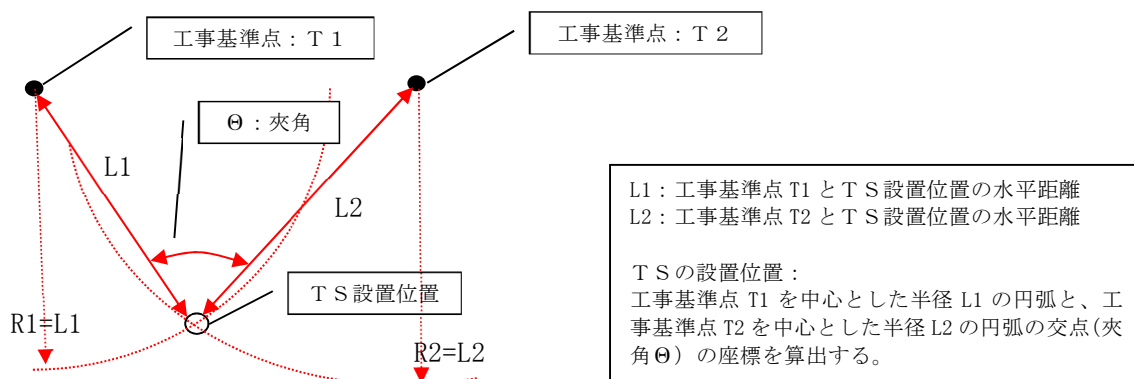 工事基準点：Ｔ１
工事基準点：Ｔ２
Θ：夾角
L1
L2
ＴＳ設置位置
R1=L1
R2=L2
L1：工事基準点 T1 とＴＳ設置位置の水平距離
L2：工事基準点 T2 とＴＳ設置位置の水平距離
ＴＳの設置位置：
工事基準点 T1 を中心とした半径 L1 の円弧と、工
事基準点 T2 を中心とした半径 L2 の円弧の交点(夾
角Θ）の座標を算出する。